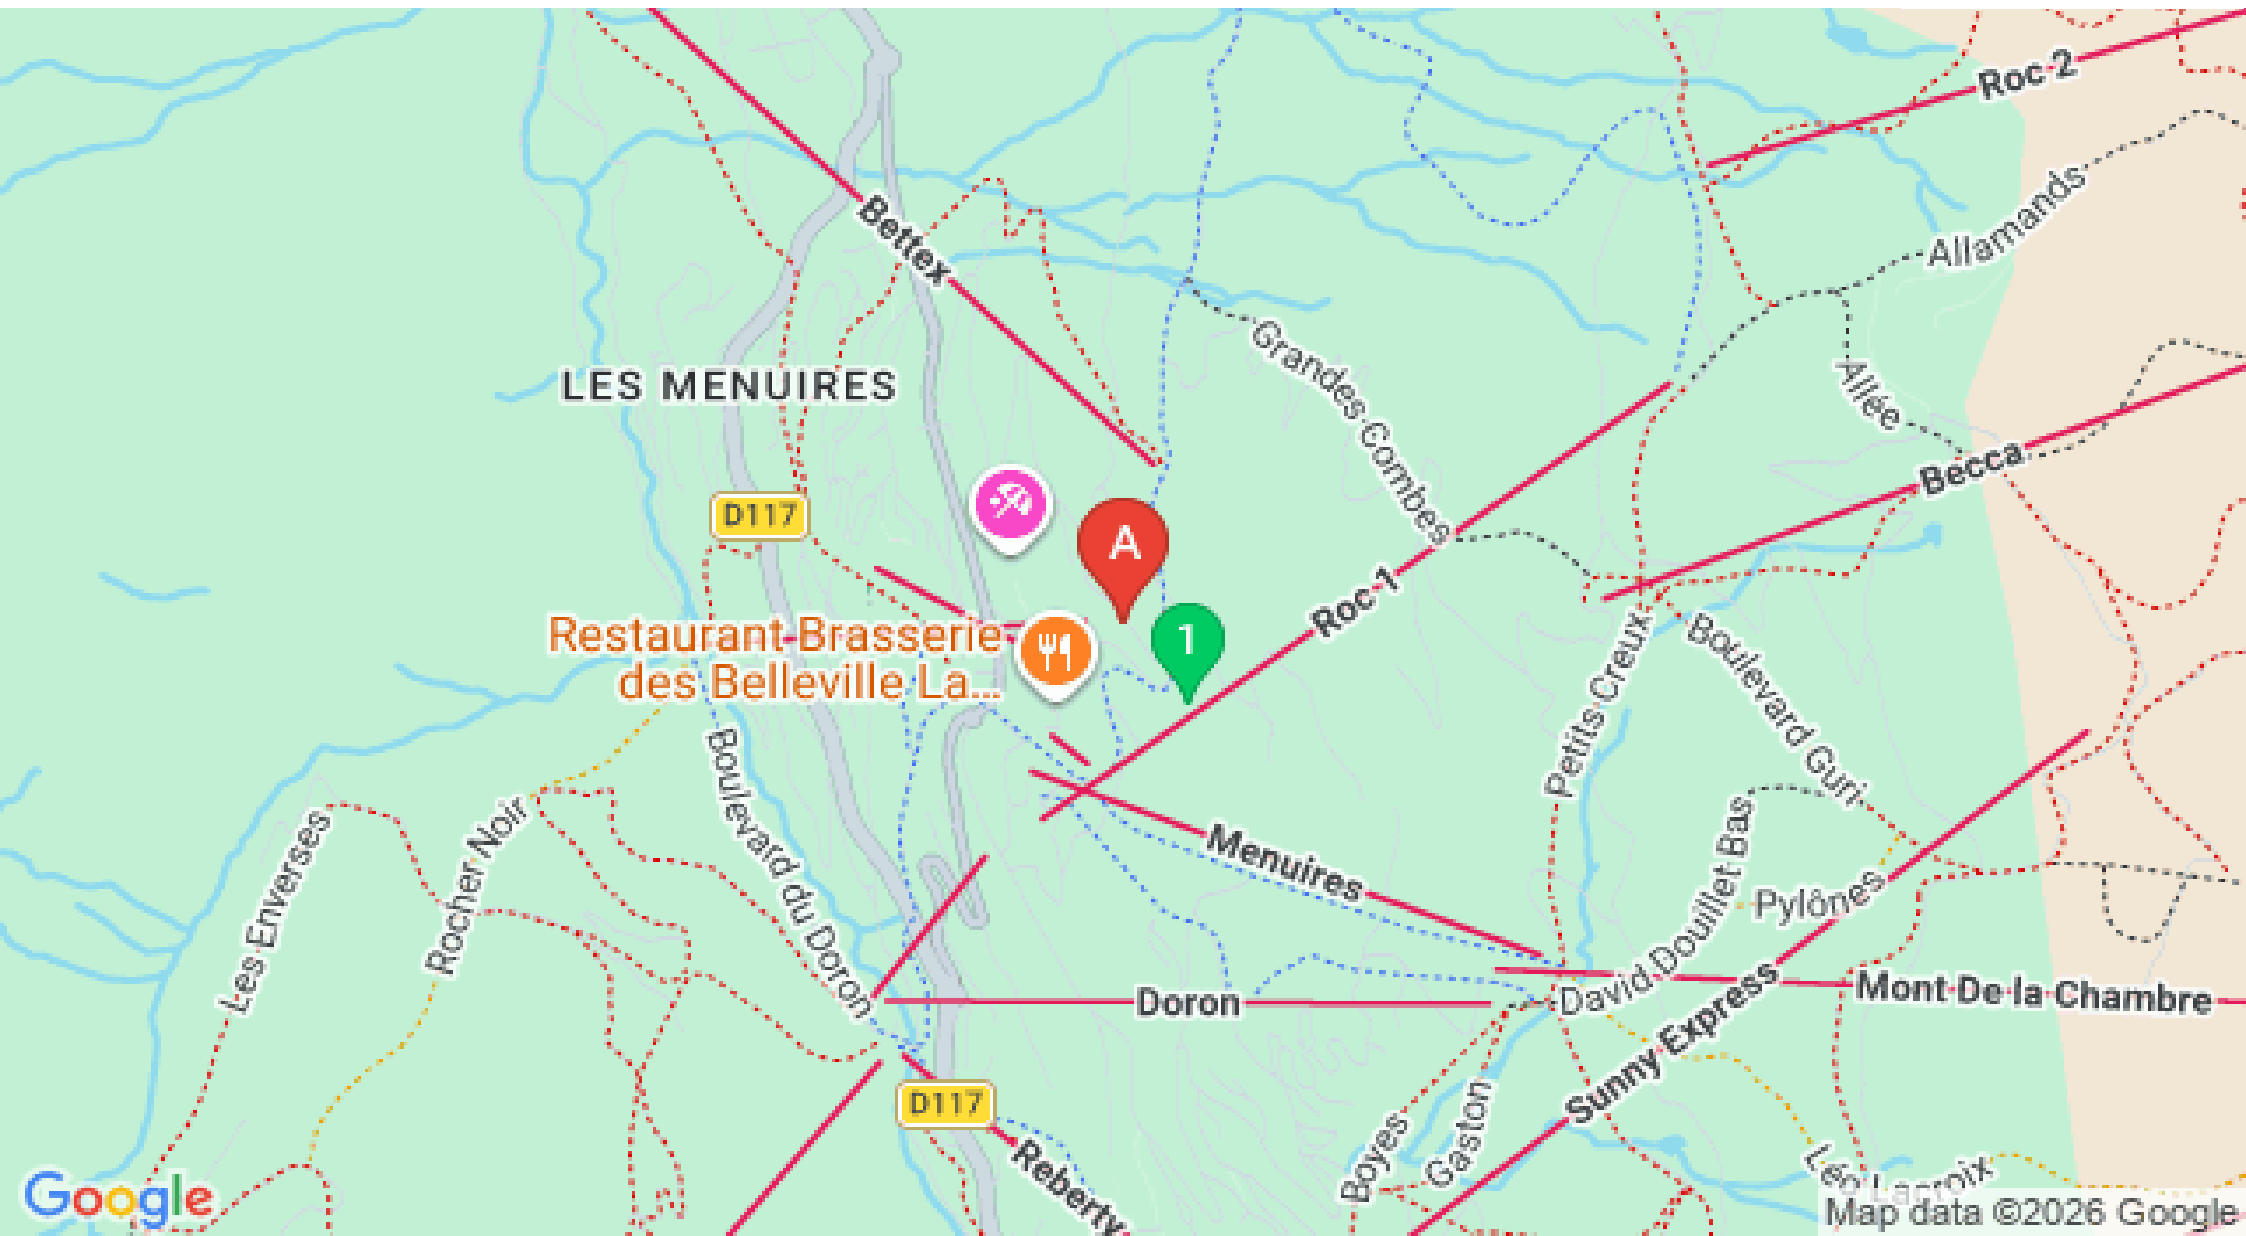 Roc 2
Allamands
Bettex
Grandes Combes
LES MENUIRES
Allée
Becca
D117
A
Roc 1
1
Restaurant Brasserie
des Belleville La...
Petits Creux
Boulevard Guri
Boulevard du Doron
Les Enverses
Rocher Noir
Menuires
David Douillet Bas
Pylônes
Doron
Mont De la Chambre
Sunny Express
D117
Boyes
Gaston
Reberty
Léo Lacroix
Google
Map data ©2026 Google